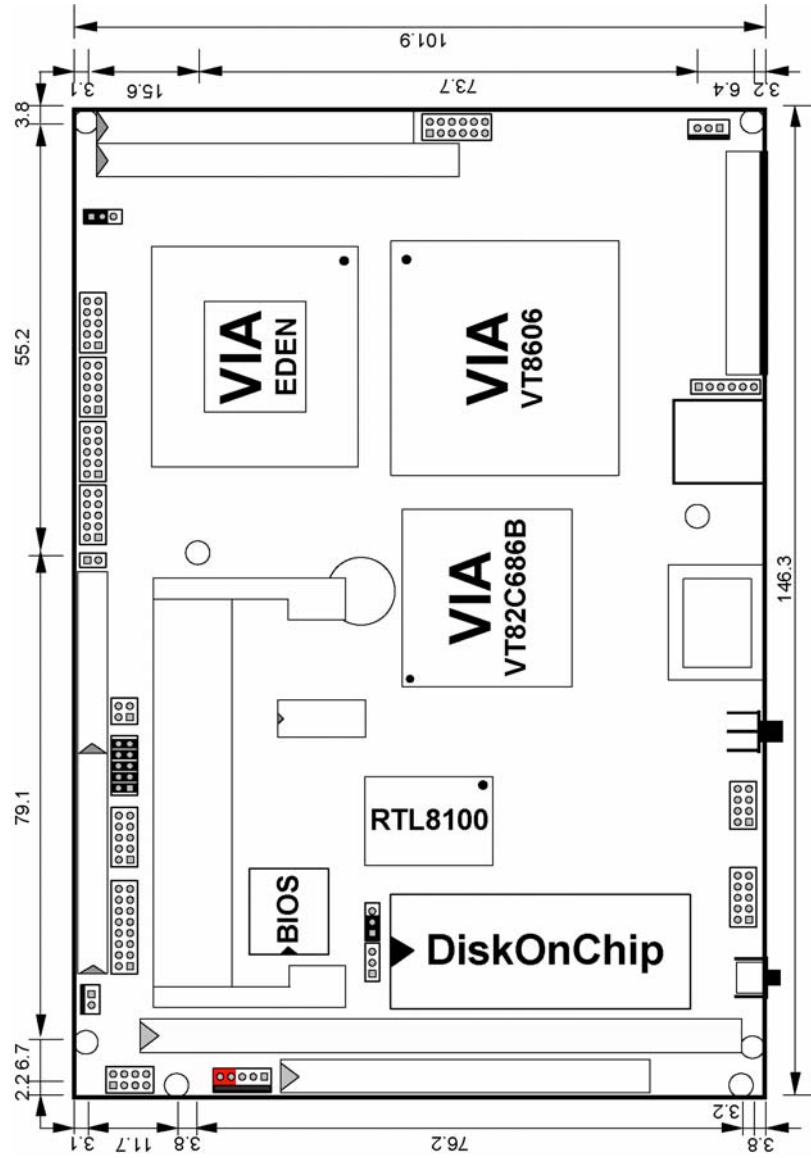 101.9
3.1
15.6
73.7
6.4
3.2
3.8
55.2
79.1
6.7
2.2
146.3
VIA
EDEN
VIA
VT8606
VIA
VT82C686B
RTL8100
BIOS
DiskOnChip
3.1
11.7
3.8
3.8
76.2
3.2
3.8